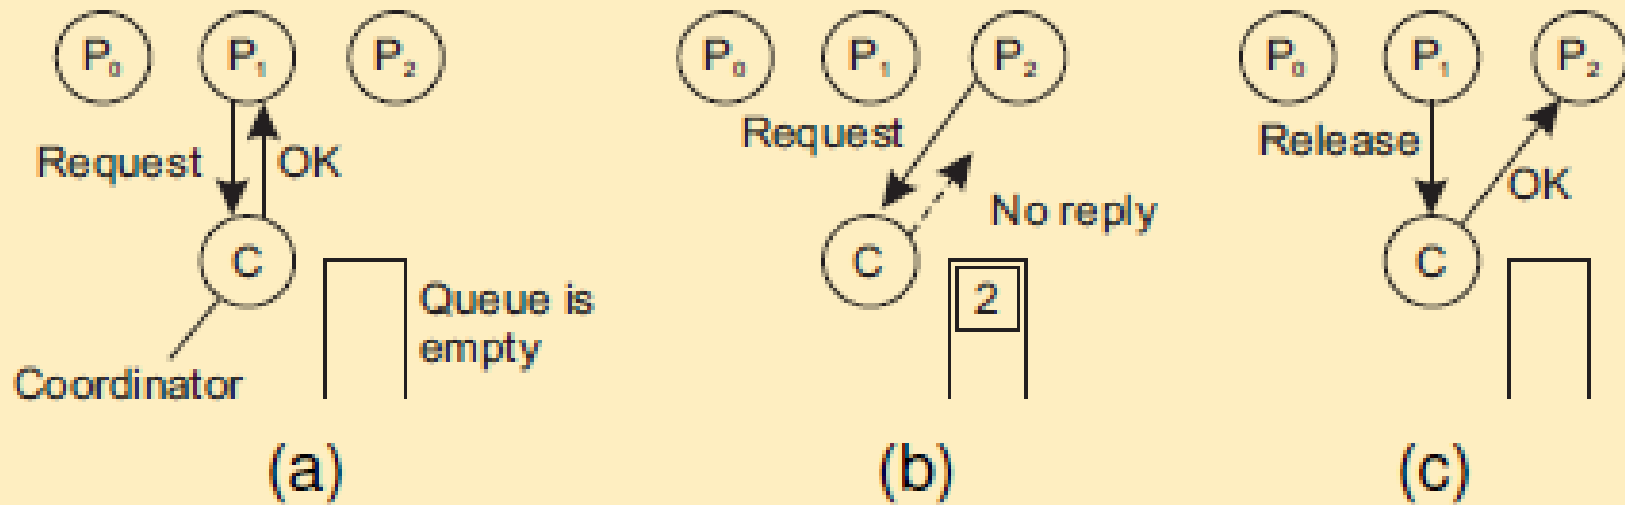 P₀ P₁ P₂
Request OK
C
Queue is
empty
Coordinator
(a)
P₀ P₁ P₂
Request
No reply
C
2
(b)
P₀ P₁ P₂
Release
OK
C
(c)